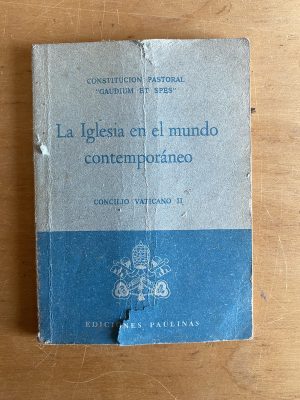 CONSTITUCION PASTORAL
"GAUDIUM ET SPES"
La Iglesia en el mundo
contemporáneo
CONCILIO VATICANO II
EDICIONES PAULINAS